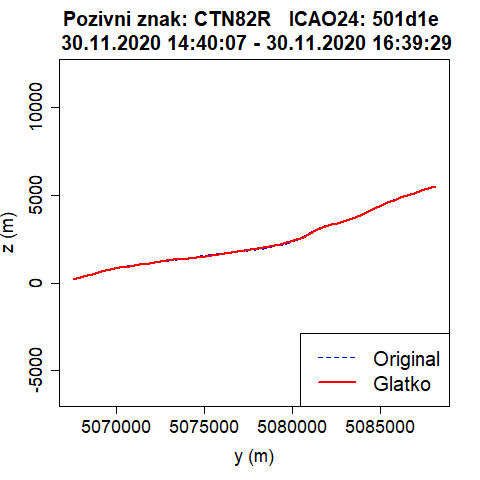 Pozivni znak: CTN82R   ICAO24: 501d1e
30.11.2020 14:40:07 - 30.11.2020 16:39:29
z (m)
10000
5000
0
-5000
Original
Glatko
5070000 5075000 5080000 5085000
y (m)